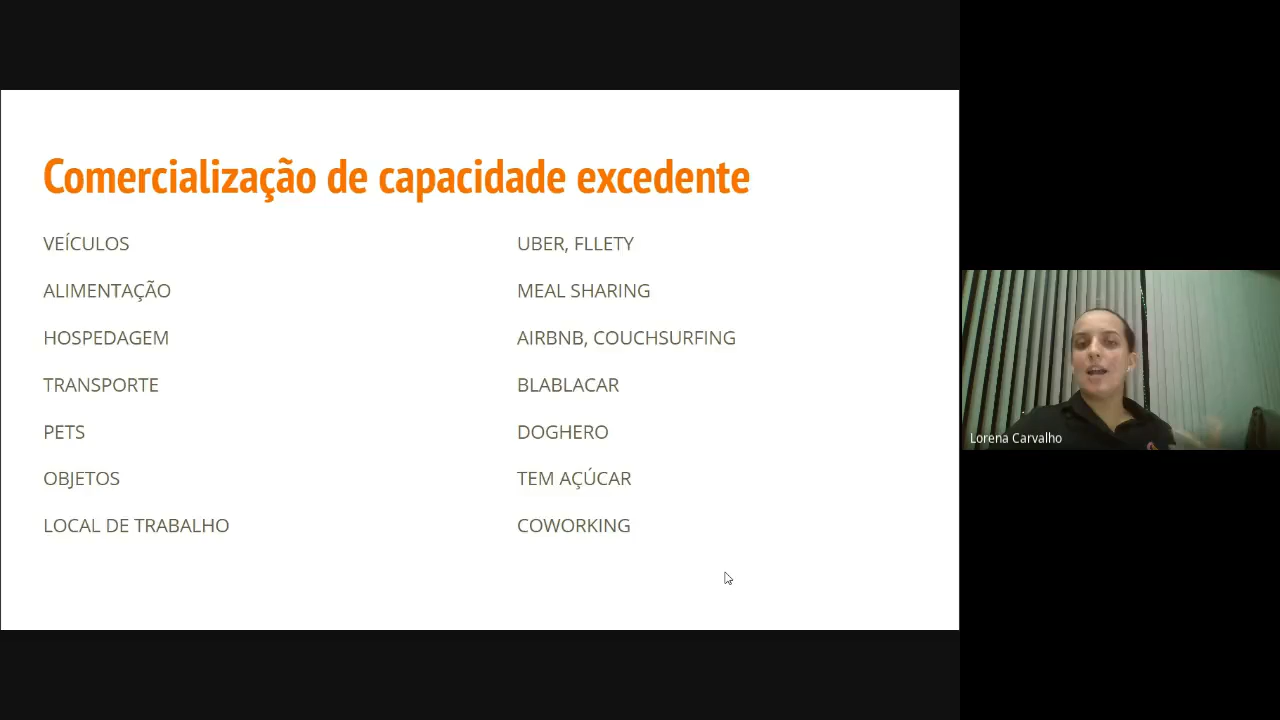 Comercialização de capacidade excedente
VEÍCULOS
UBER, FLLETY
ALIMENTAÇÃO
MEAL SHARING
HOSPEDAGEM
AIRBNB, COUCHSURFING
TRANSPORTE
BLABLACAR
PETS
DOGHERO
OBJETOS
TEM AÇÚCAR
LOCAL DE TRABALHO
COWORKING
Lorena Carvalho